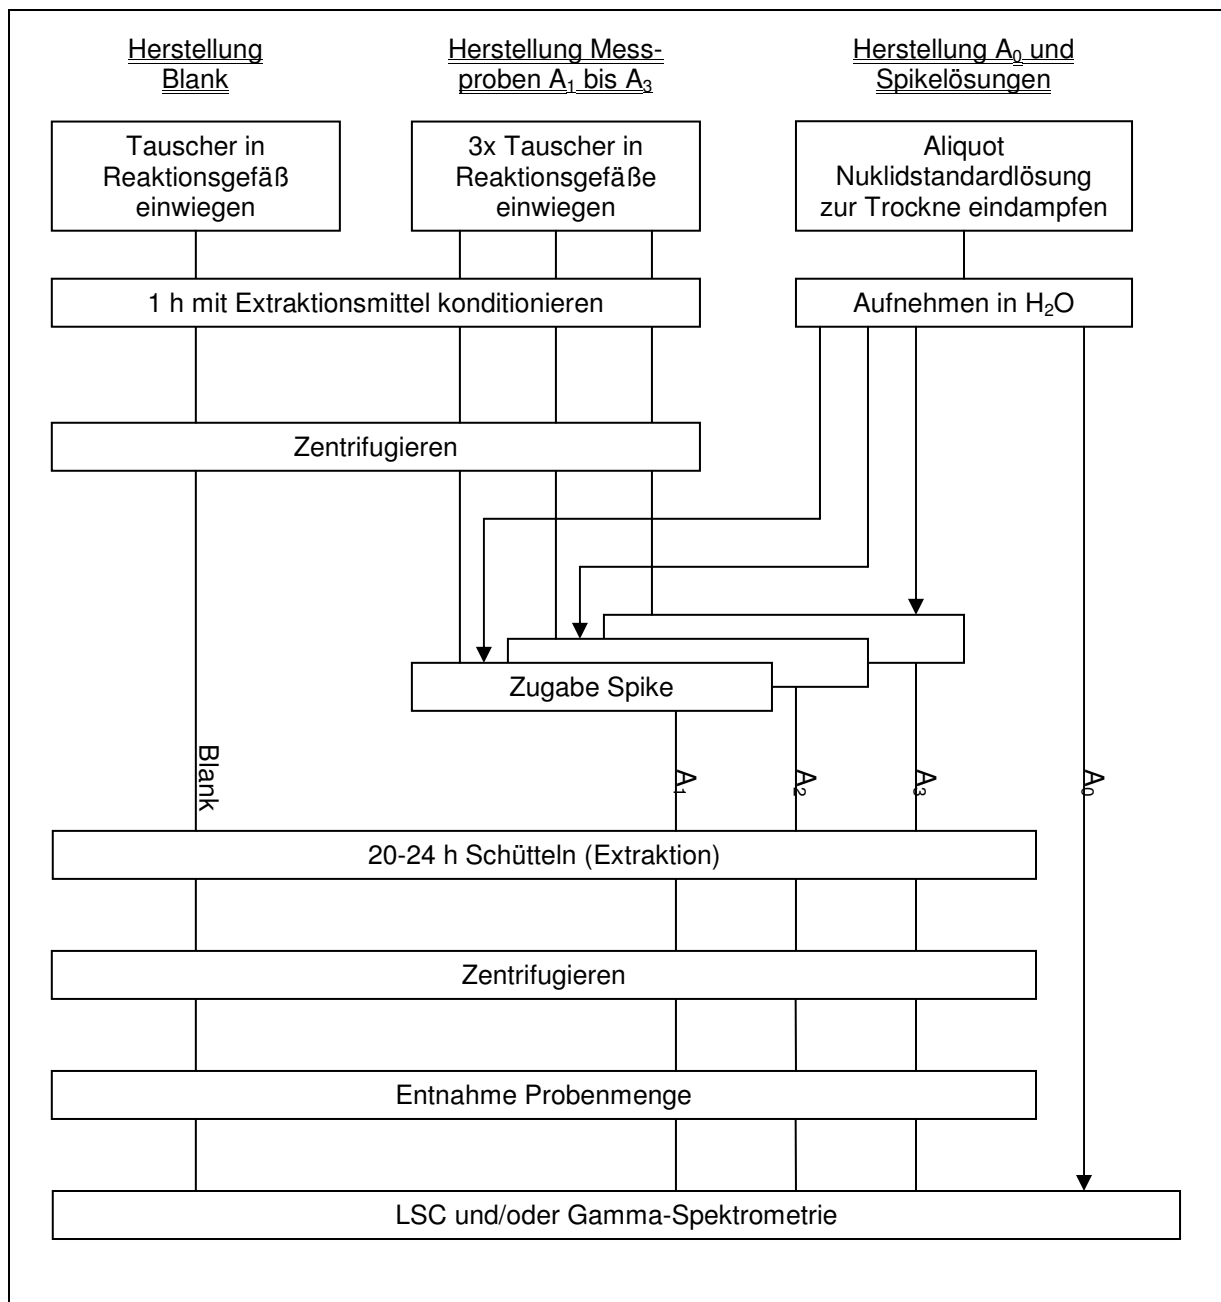 Herstellung
Blank
Herstellung Mess-
proben A₁ bis A₃
Herstellung A₀ und
Spikelösungen
Tauscher in
Reaktionsgefäß
einwiegen
3x Tauscher in
Reaktionsgefäße
einwiegen
Aliquot
Nuklidstandardlösung
zur Trockne eindampfen
1 h mit Extraktionsmittel konditionieren
Aufnehmen in H₂O
Zentrifugieren
Zugabe Spike
Blank
A₁
A₂
A₃
A₀
20-24 h Schütteln (Extraktion)
Zentrifugieren
Entnahme Probenmenge
LSC und/oder Gamma-Spektrometrie